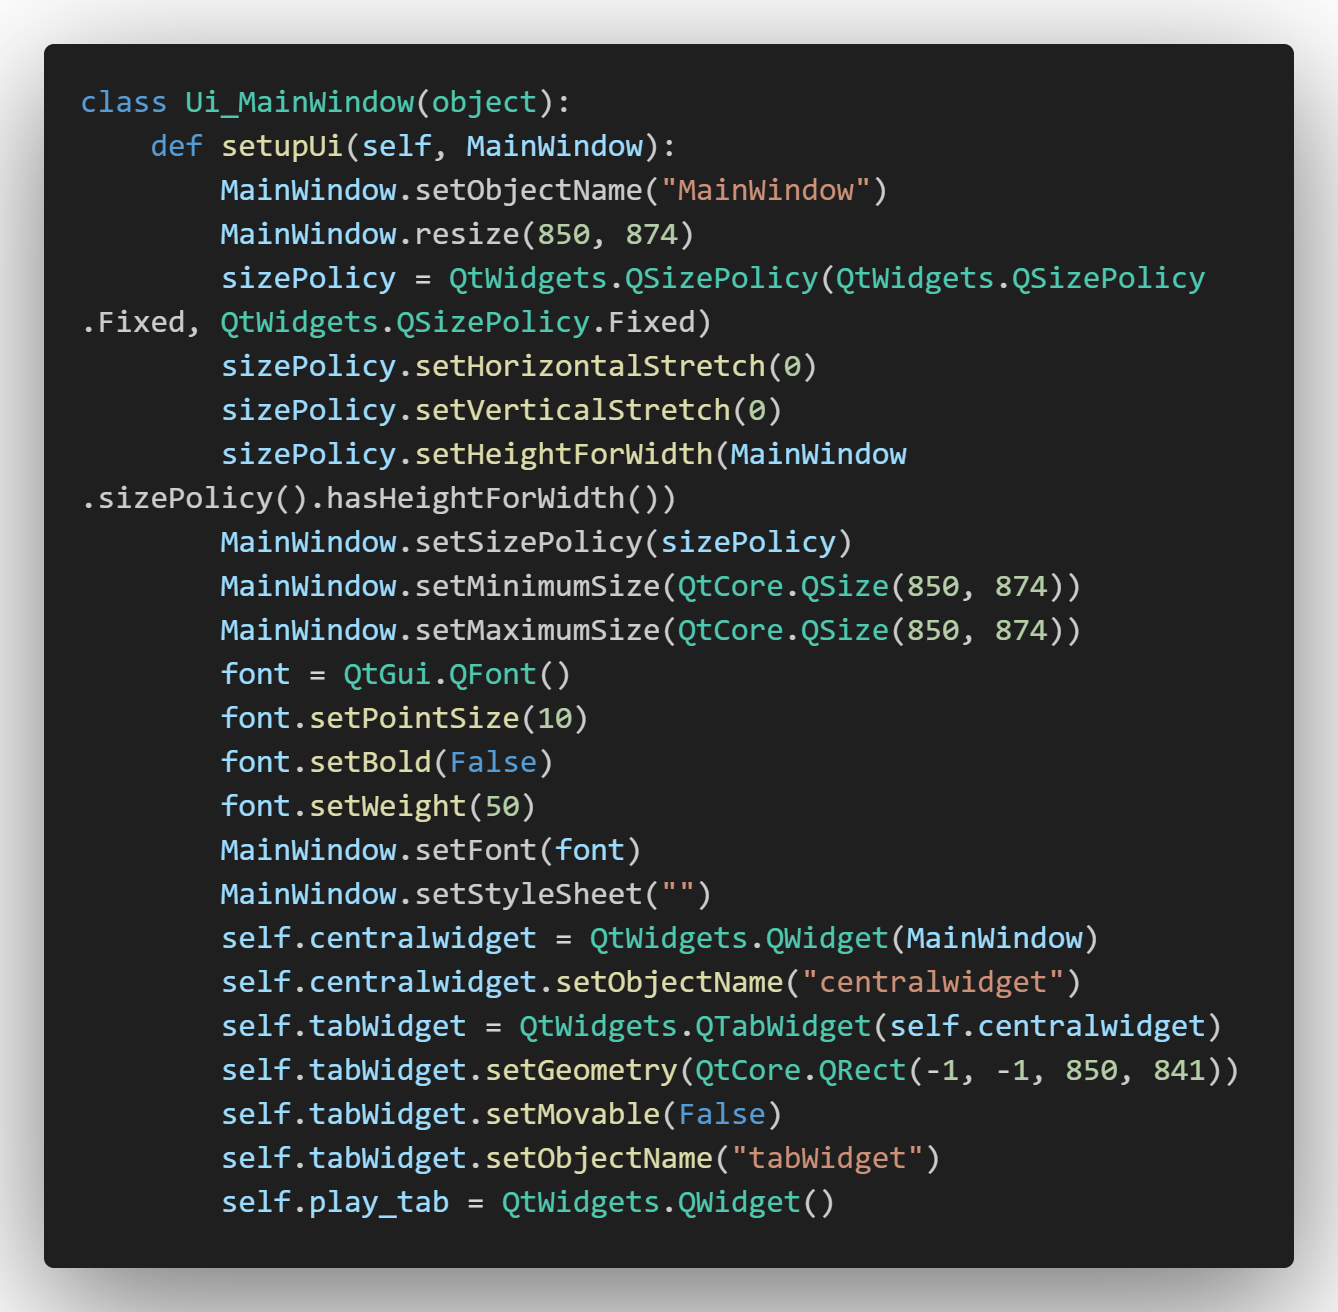 class Ui_MainWindow(object):
    def setupUi(self, MainWindow):
        MainWindow.setObjectName("MainWindow")
        MainWindow.resize(850, 874)
        sizePolicy = QtWidgets.QSizePolicy(QtWidgets.QSizePolicy
.Fixed, QtWidgets.QSizePolicy.Fixed)
        sizePolicy.setHorizontalStretch(0)
        sizePolicy.setVerticalStretch(0)
        sizePolicy.setHeightForWidth(MainWindow
.sizePolicy().hasHeightForWidth())
        MainWindow.setSizePolicy(sizePolicy)
        MainWindow.setMinimumSize(QtCore.QSize(850, 874))
        MainWindow.setMaximumSize(QtCore.QSize(850, 874))
        font = QtGui.QFont()
        font.setPointSize(10)
        font.setBold(False)
        font.setWeight(50)
        MainWindow.setFont(font)
        MainWindow.setStyleSheet("")
        self.centralwidget = QtWidgets.QWidget(MainWindow)
        self.centralwidget.setObjectName("centralwidget")
        self.tabWidget = QtWidgets.QTabWidget(self.centralwidget)
        self.tabWidget.setGeometry(QtCore.QRect(-1, -1, 850, 841))
        self.tabWidget.setMovable(False)
        self.tabWidget.setObjectName("tabWidget")
        self.play_tab = QtWidgets.QWidget()